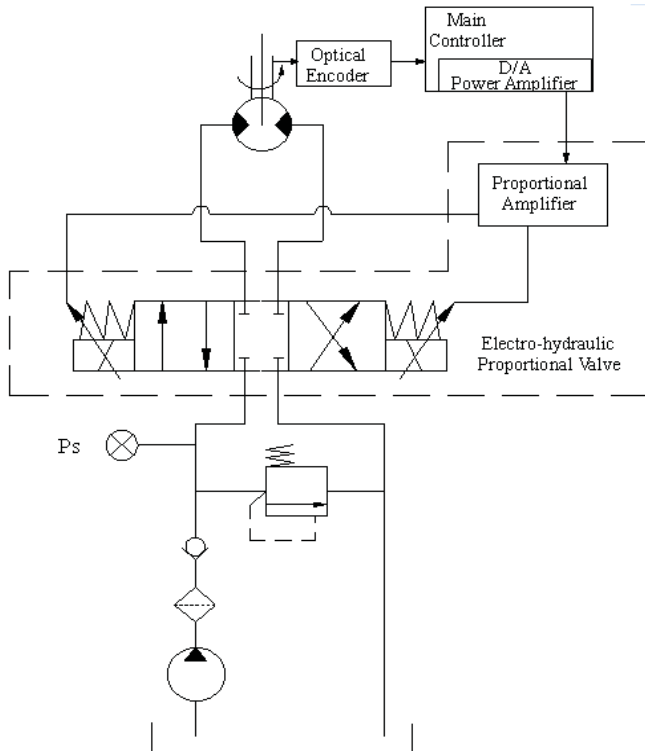 Main
Controller
D/A
Power Amplifier
Optical
Encoder
Proportional
Amplifier
Electro-hydraulic
Proportional Valve
Ps